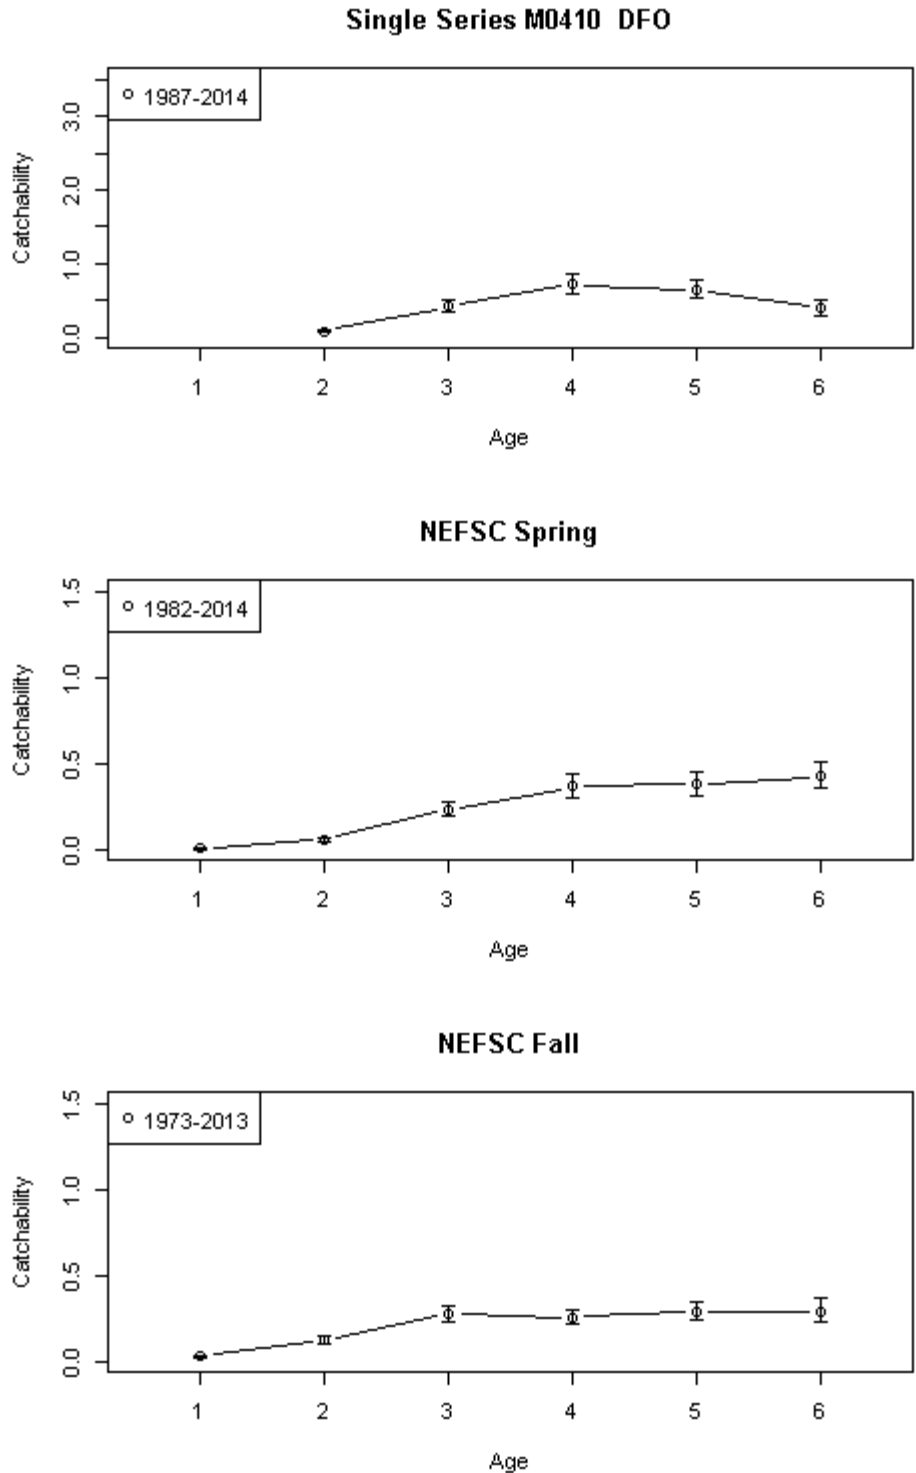 Single Series M0410 DFO
1987-2014
3.0
2.0
1.0
0.0
Catchability
1 2 3 4 5 6
Age
NEFSC Spring
1982-2014
1.5
1.0
0.5
0.0
Catchability
1 2 3 4 5 6
Age
NEFSC Fall
1973-2013
1.5
1.0
0.5
0.0
Catchability
1 2 3 4 5 6
Age